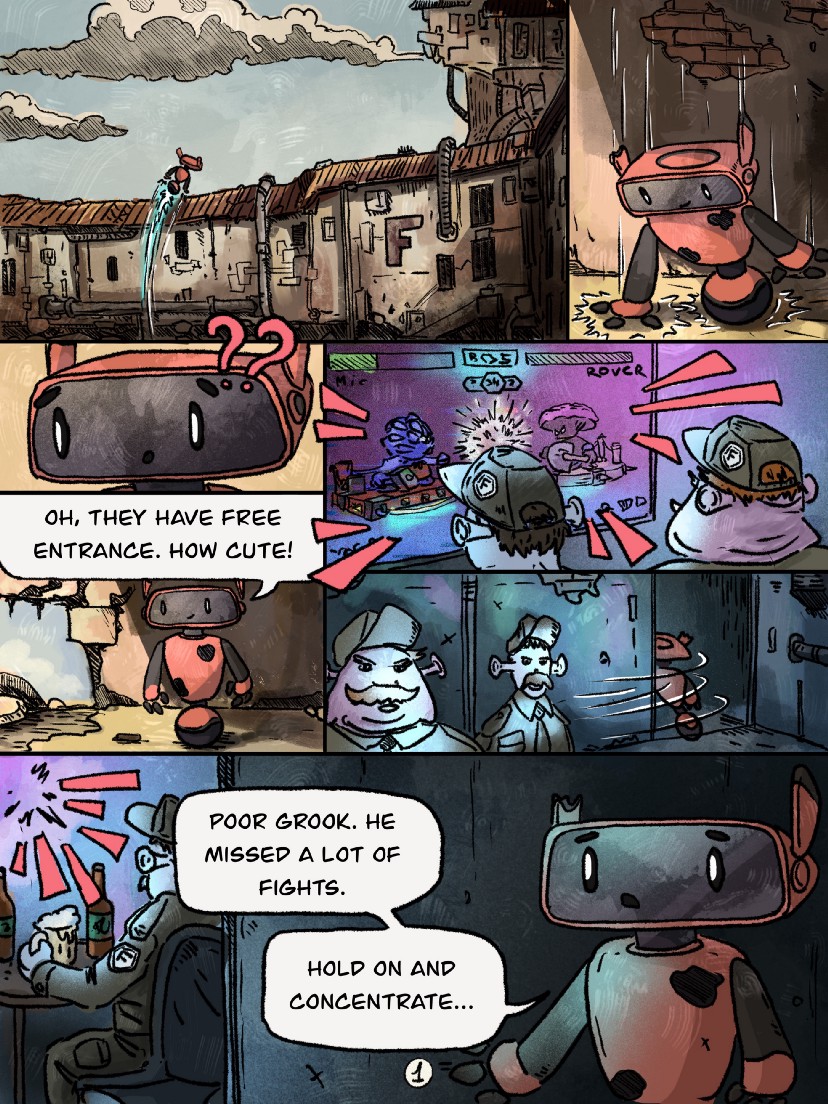 F
??
OH, THEY HAVE FREE
ENTRANCE. HOW CUTE!
ROVER
POOR GROOK. HE
MISSED A LOT OF
FIGHTS.
HOLD ON AND
CONCENTRATE...
1